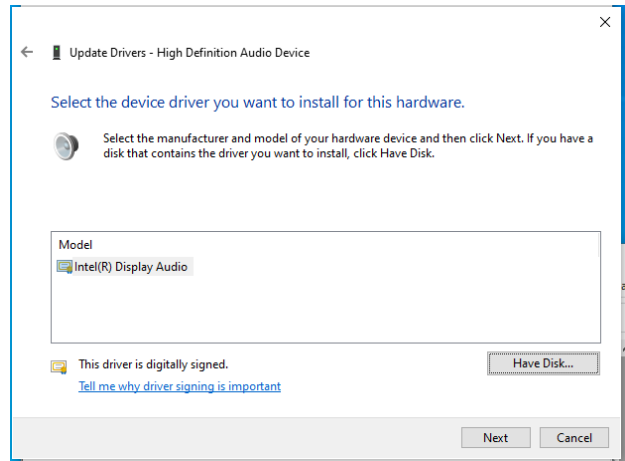 Update Drivers - High Definition Audio Device
Select the device driver you want to install for this hardware.
Select the manufacturer and model of your hardware device and then click Next. If you have a
disk that contains the driver you want to install, click Have Disk.
Model
Intel(R) Display Audio
This driver is digitally signed.
Have Disk...
Tell me why driver signing is important
Next
Cancel